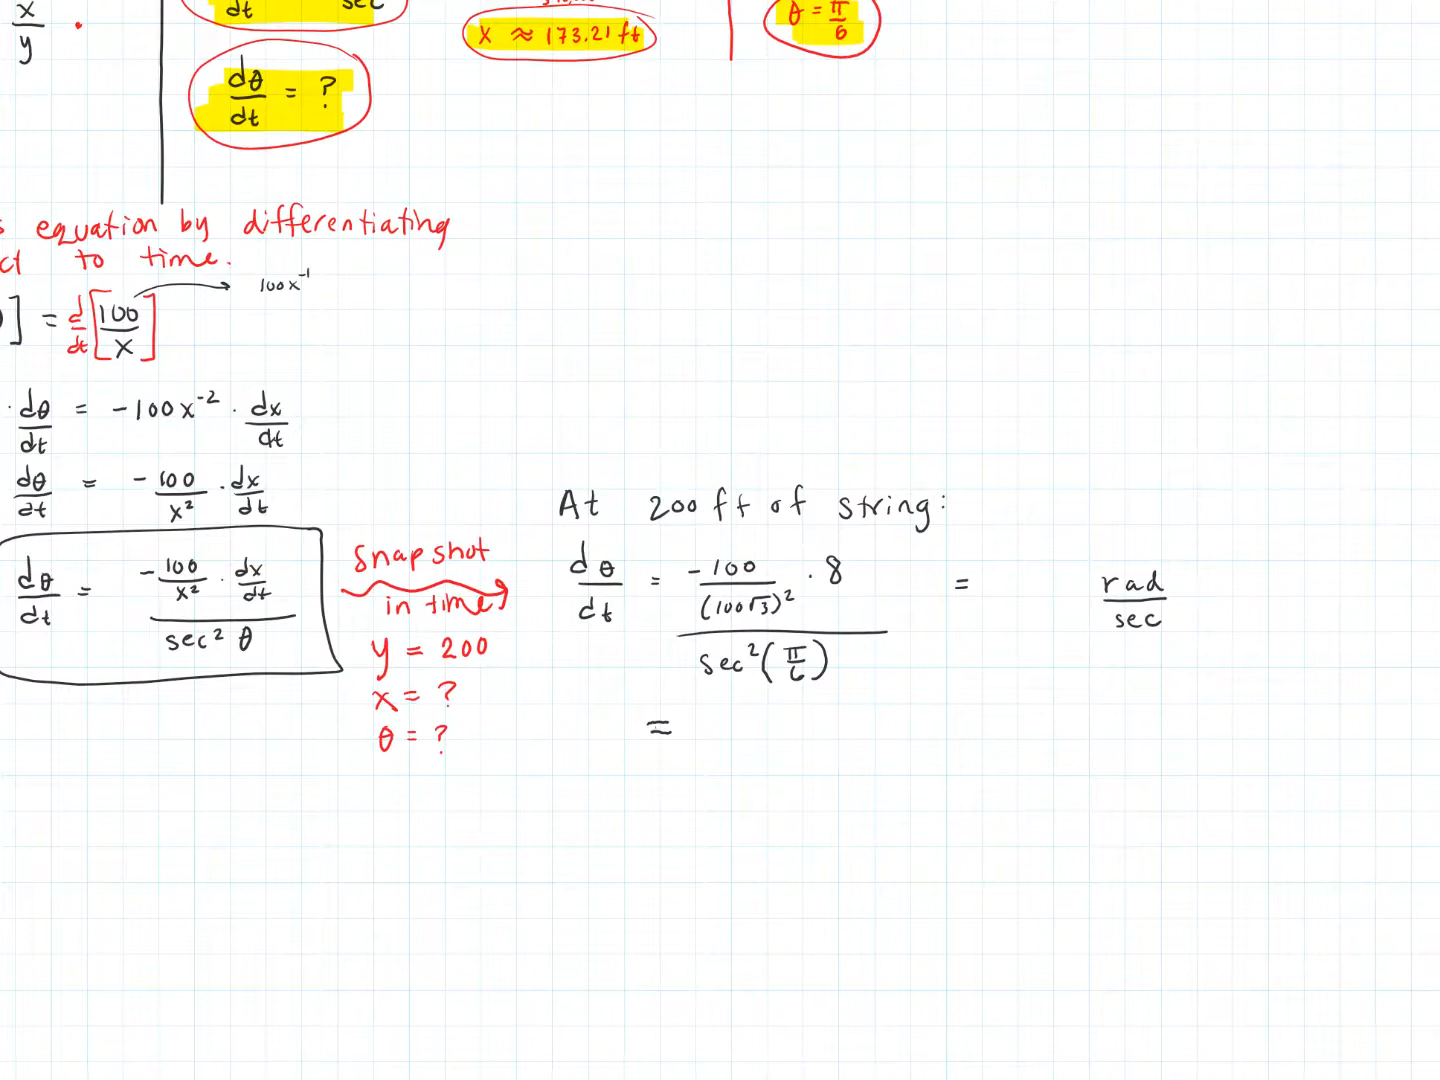 x/y
dt sec
x ≈ 173.21 ft
θ = π/6
dθ/dt = ?
equation by differentiating
to time.
] = d/dt [100/x] 100x⁻¹
· dθ/dt = -100x⁻² · dx/dt
dθ/dt = -100/x² · dx/dt
dθ/dt = (-100/x² · dx/dt)/(sec² θ)
Snapshot
in time
y = 200
x = ?
θ = ?
At 200 ft of string:
dθ/dt = (-100/(100√3)² · 8)/(sec²(π/6)) = rad/sec
=